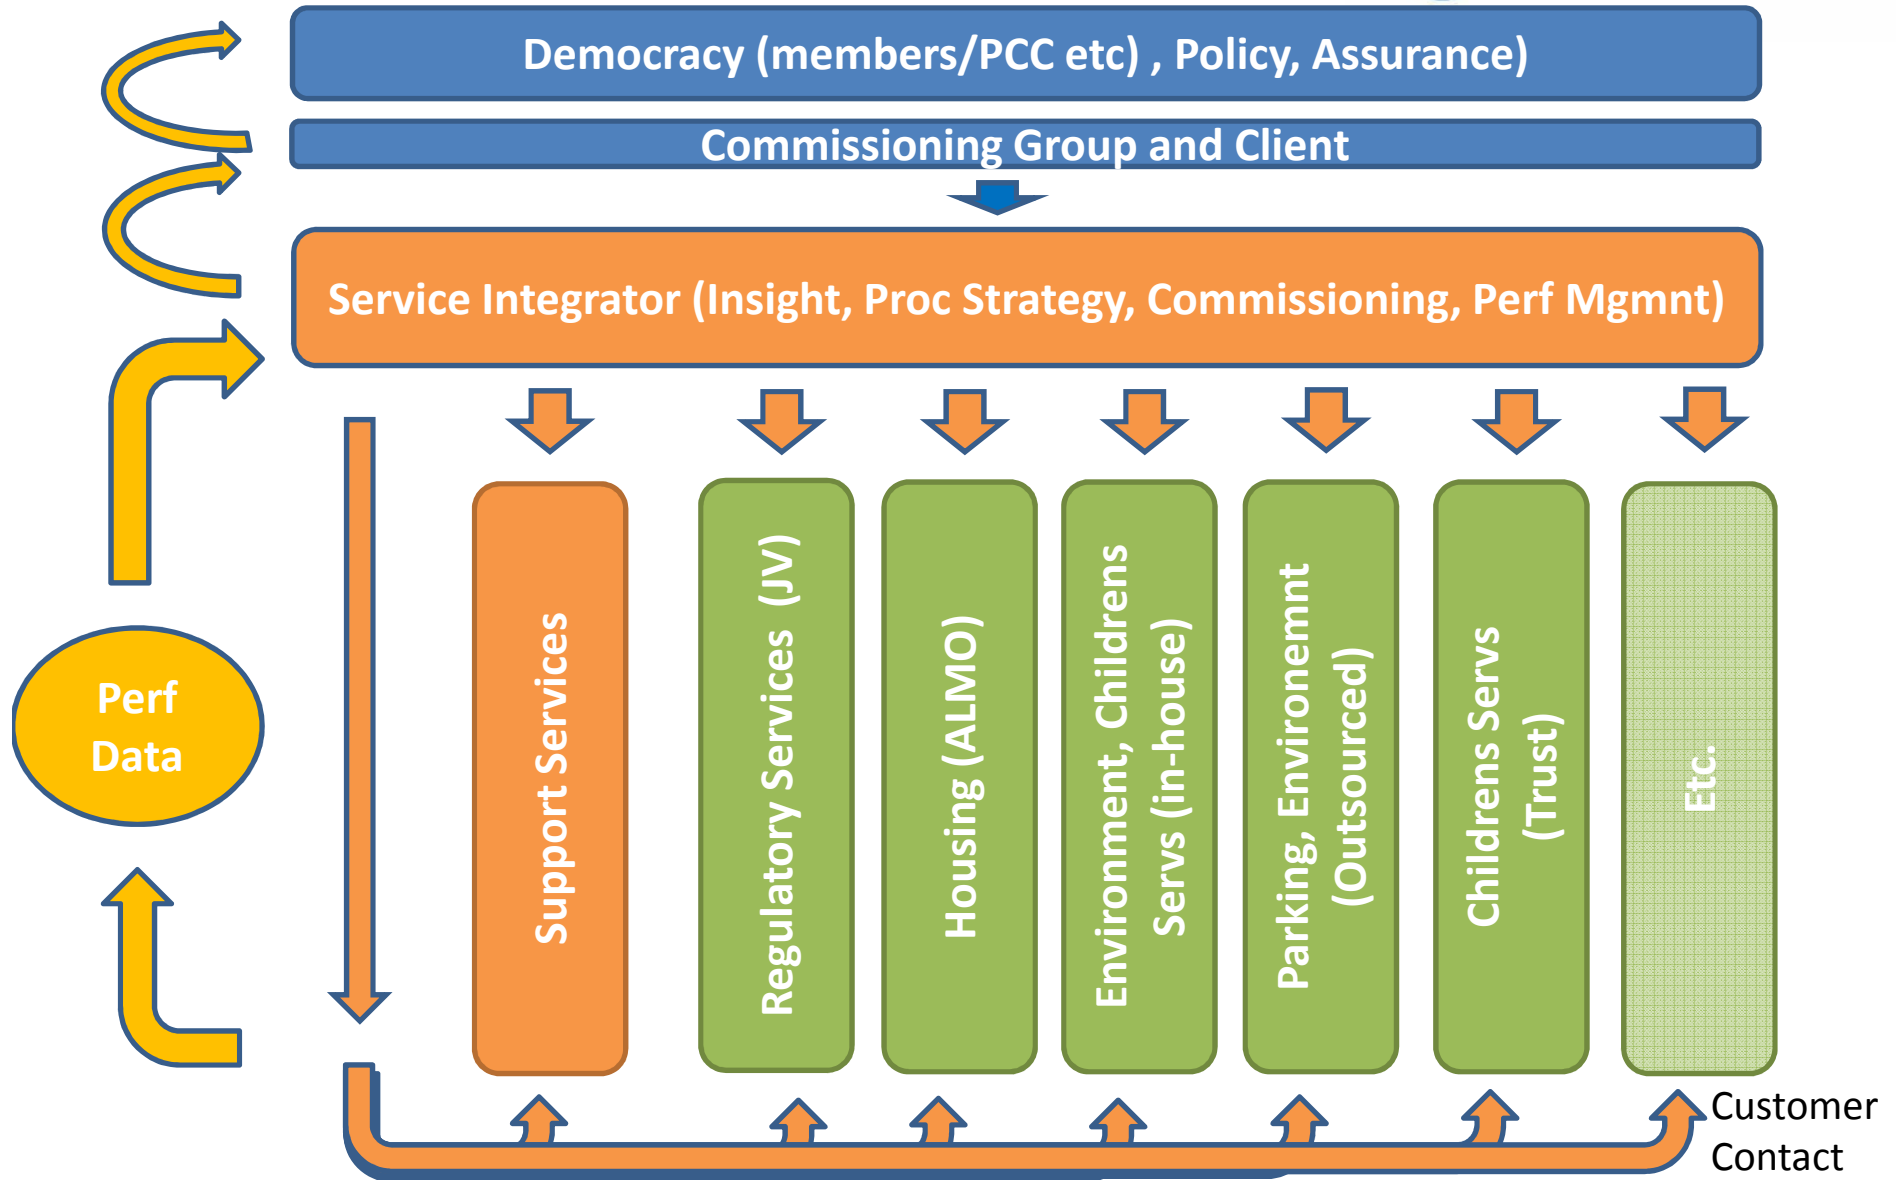 Democracy (members/PCC etc) , Policy, Assurance)
Commissioning Group and Client
Service Integrator (Insight, Proc Strategy, Commissioning, Perf Mgmnt)
Perf
Data
Support Services
Regulatory Services (JV)
Housing (ALMO)
Environment, Childrens
Servs (in-house)
Parking, Environemnt
(Outsourced)
Childrens Servs
(Trust)
Etc.
Customer
Contact